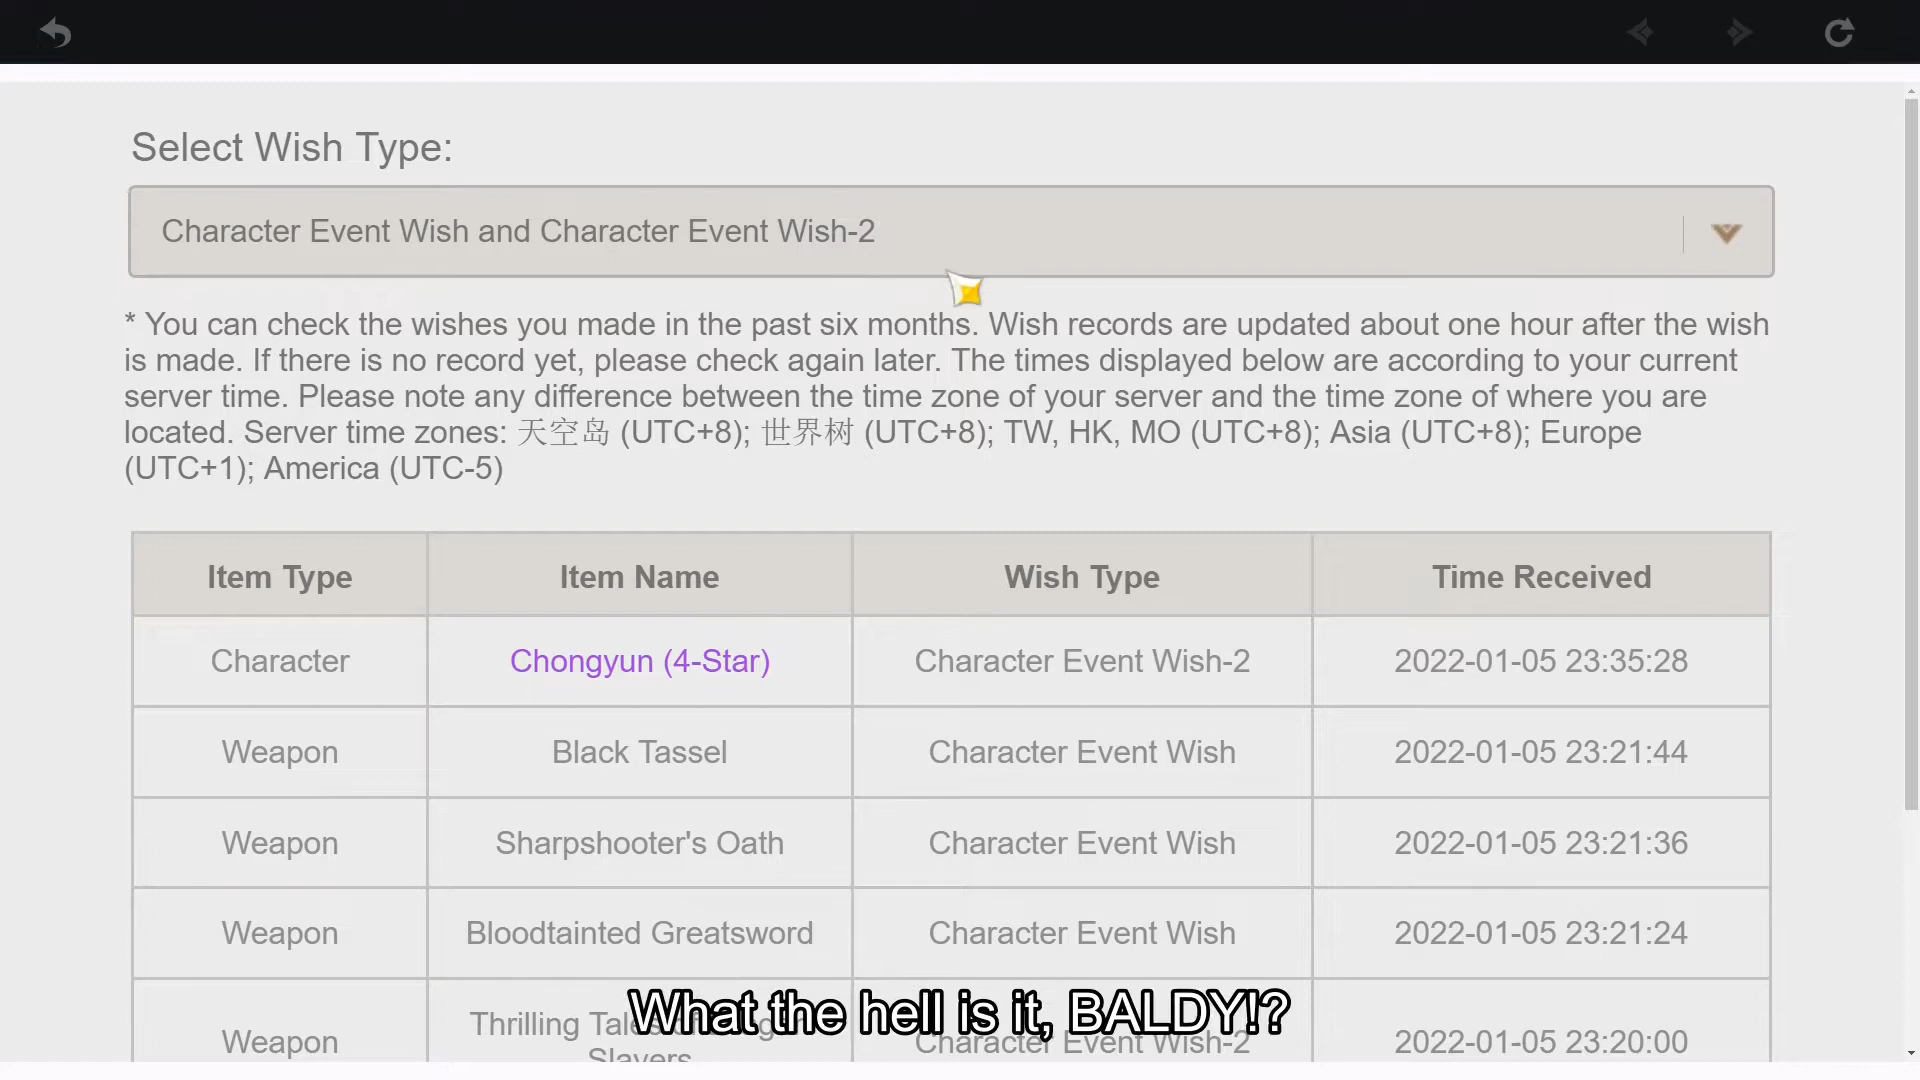 Select Wish Type:
Character Event Wish and Character Event Wish-2
* You can check the wishes you made in the past six months. Wish records are updated about one hour after the wish
is made. If there is no record yet, please check again later. The times displayed below are according to your current
server time. Please note any difference between the time zone of your server and the time zone of where you are
located. Server time zones: 天空岛 (UTC+8); 世界树 (UTC+8); TW, HK, MO (UTC+8); Asia (UTC+8); Europe
(UTC+1); America (UTC-5)
Item Type Item Name Wish Type Time Received
Character Chongyun (4-Star) Character Event Wish-2 2022-01-05 23:35:28
Weapon Black Tassel Character Event Wish 2022-01-05 23:21:44
Weapon Sharpshooter's Oath Character Event Wish 2022-01-05 23:21:36
Weapon Bloodtainted Greatsword Character Event Wish 2022-01-05 23:21:24
Weapon Thrilling Character Event Wish-2 2022-01-05 23:20:00
Slayers
What the hell is it, BALDY!?